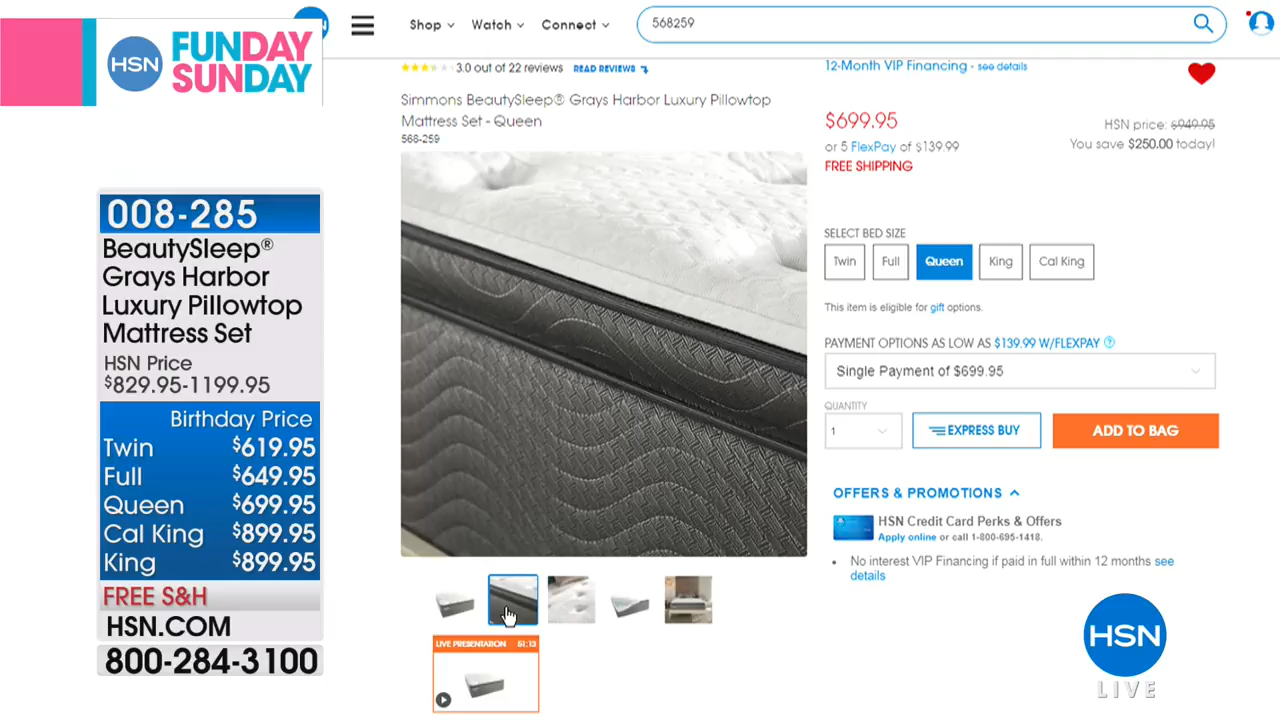 HSN
FUNDAY
SUNDAY
Shop
Watch
Connect
568259
3.0 out of 22 reviews
READ REVIEWS
Simmons BeautySleep® Grays Harbor Luxury Pillowtop
Mattress Set - Queen
568-259
12-Month VIP Financing - see details
$699.95
HSN price: $949.95
or 5 FlexPay of $139.99
You save $250.00 today!
FREE SHIPPING
SELECT BED SIZE
Twin
Full
Queen
King
Cal King
This item is eligible for gift options.
PAYMENT OPTIONS AS LOW AS $139.99 W/FLEXPAY ?
Single Payment of $699.95
QUANTITY
1
EXPRESS BUY
ADD TO BAG
OFFERS & PROMOTIONS
HSN Credit Card Perks & Offers
Apply online or call 1-800-695-1418.
• No interest VIP Financing if paid in full within 12 months see
details
LIVE PRESENTATION 51:13
008-285
BeautySleep®
Grays Harbor
Luxury Pillowtop
Mattress Set
HSN Price
$829.95-1199.95
Birthday Price
Twin $619.95
Full $649.95
Queen $699.95
Cal King $899.95
King $899.95
FREE S&H
HSN.COM
800-284-3100
HSN
LIVE